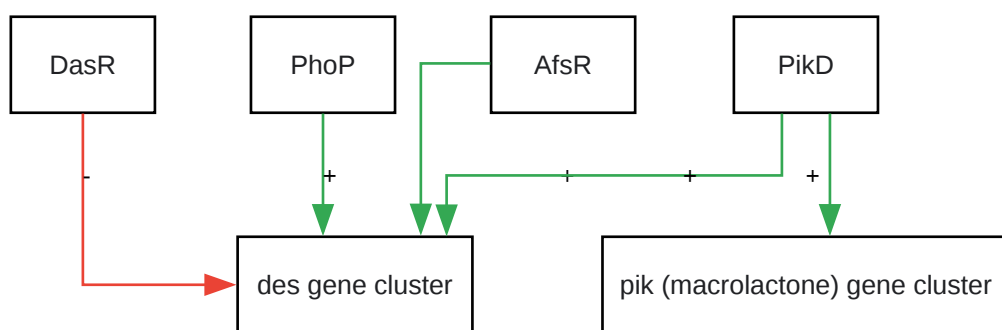 DasR PhoP AfsR PikD
- + + + +
des gene cluster pik (macrolactone) gene cluster